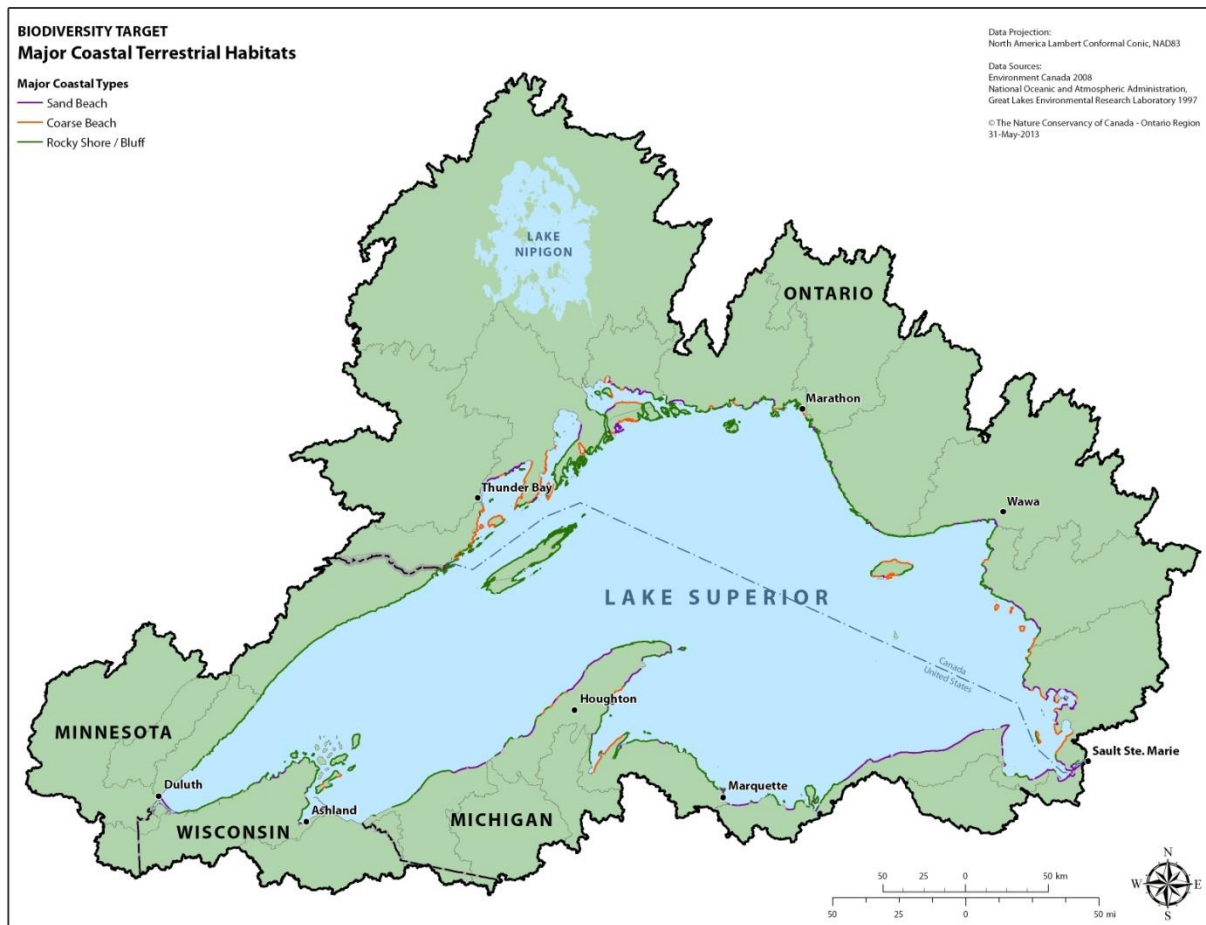 BIODIVERSITY TARGET
Major Coastal Terrestrial Habitats
Major Coastal Types
Sand Beach
Coarse Beach
Rocky Shore / Bluff
Data Projection:
North America Lambert Conformal Conic, NAD83
Data Sources:
Environment Canada 2008
National Oceanic and Atmospheric Administration,
Great Lakes Environmental Research Laboratory 1997
© The Nature Conservancy of Canada - Ontario Region
31-May-2013
LAKE
NIPIGON
ONTARIO
Marathon
Thunder Bay
Wawa
LAKE SUPERIOR
Canada
United States
Houghton
MINNESOTA
Sault Ste. Marie
Duluth
Marquette
Ashland
WISCONSIN
MICHIGAN
50 25 0 50 km
50 25 0 50 mi
N
W E
S